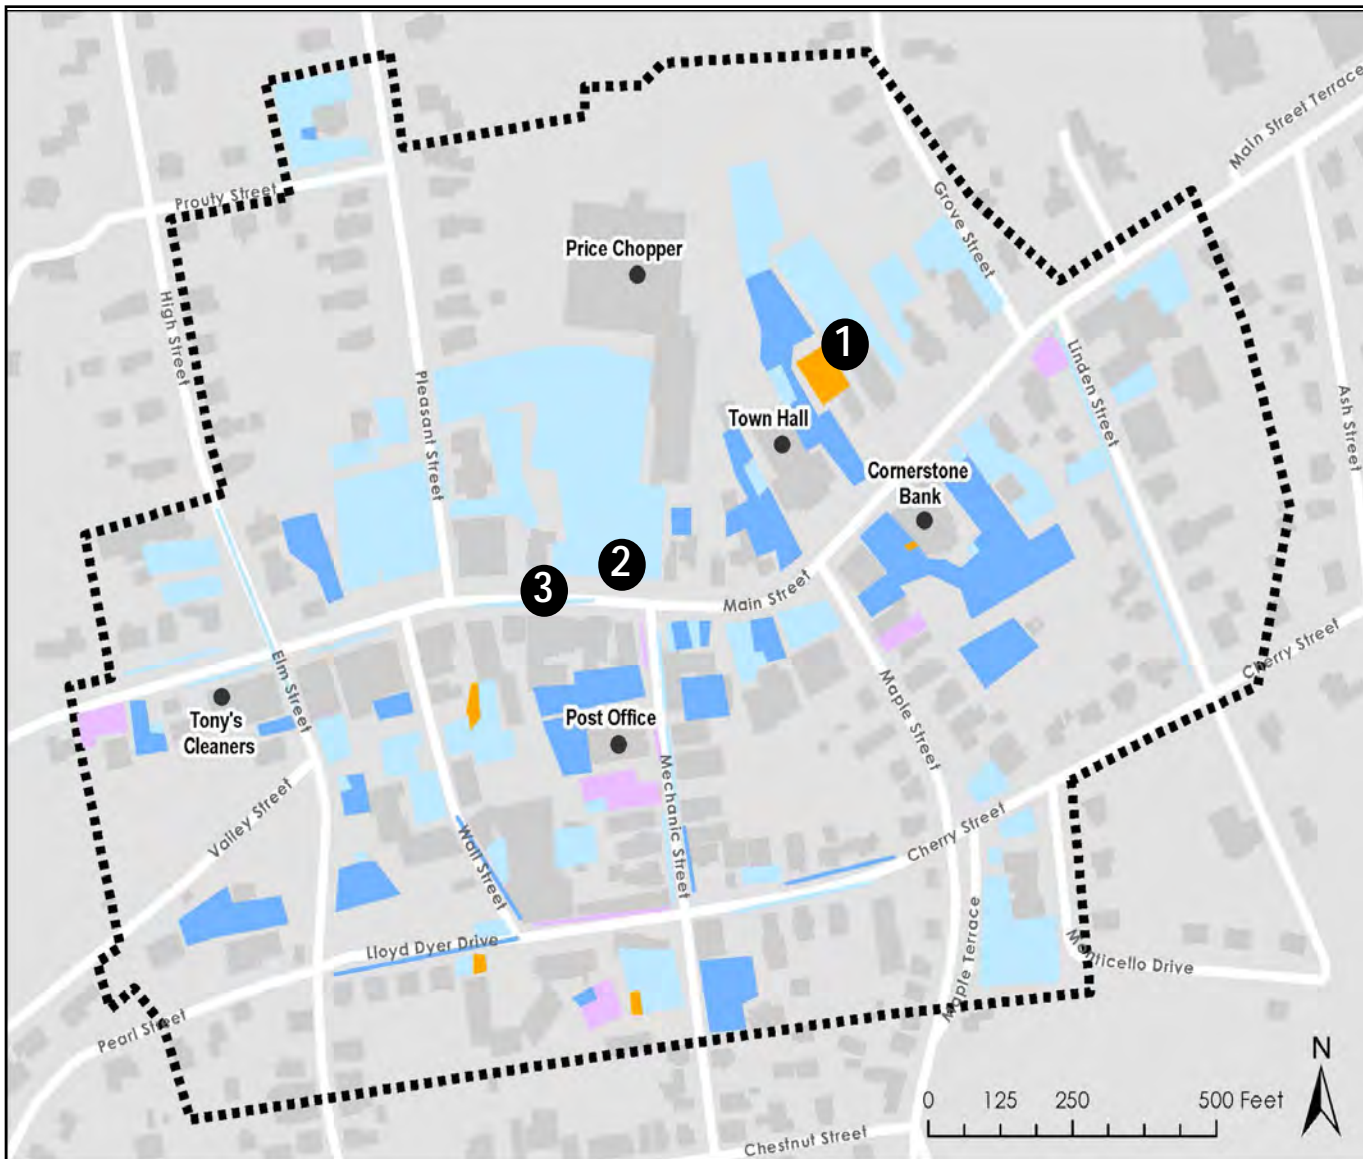 Main Street Terrace
Prouty Street
Grove Street
Price Chopper
High Street
1
Linden Street
Pleasant Street
Ash Street
Town Hall
Cornerstone
Bank
2
3
Main Street
Elm Street
Cherry Street
Tony's
Cleaners
Post Office
Maple Street
Mechanic Street
Valley Street
Wall Street
Cherry Street
Lloyd Dyer Drive
Maple Terrace
Monticello Drive
Pearl Street
N
0 125 250 500 Feet
Chestnut Street